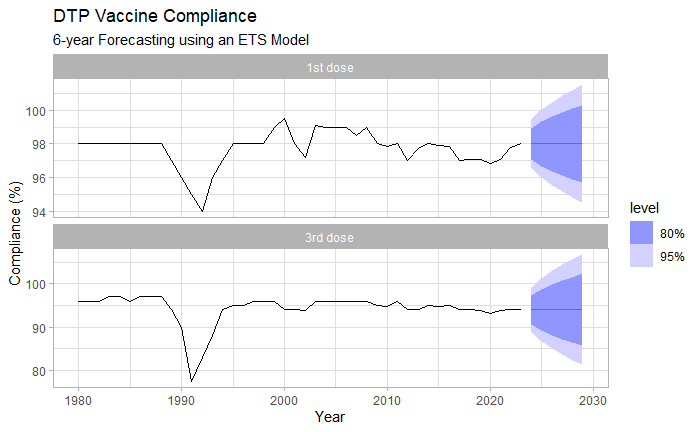 DTP Vaccine Compliance
6-year Forecasting using an ETS Model
1st dose
100
98
96
94
3rd dose
100
90
80
Compliance (%)
1980 1990 2000 2010 2020 2030
Year
level
80%
95%